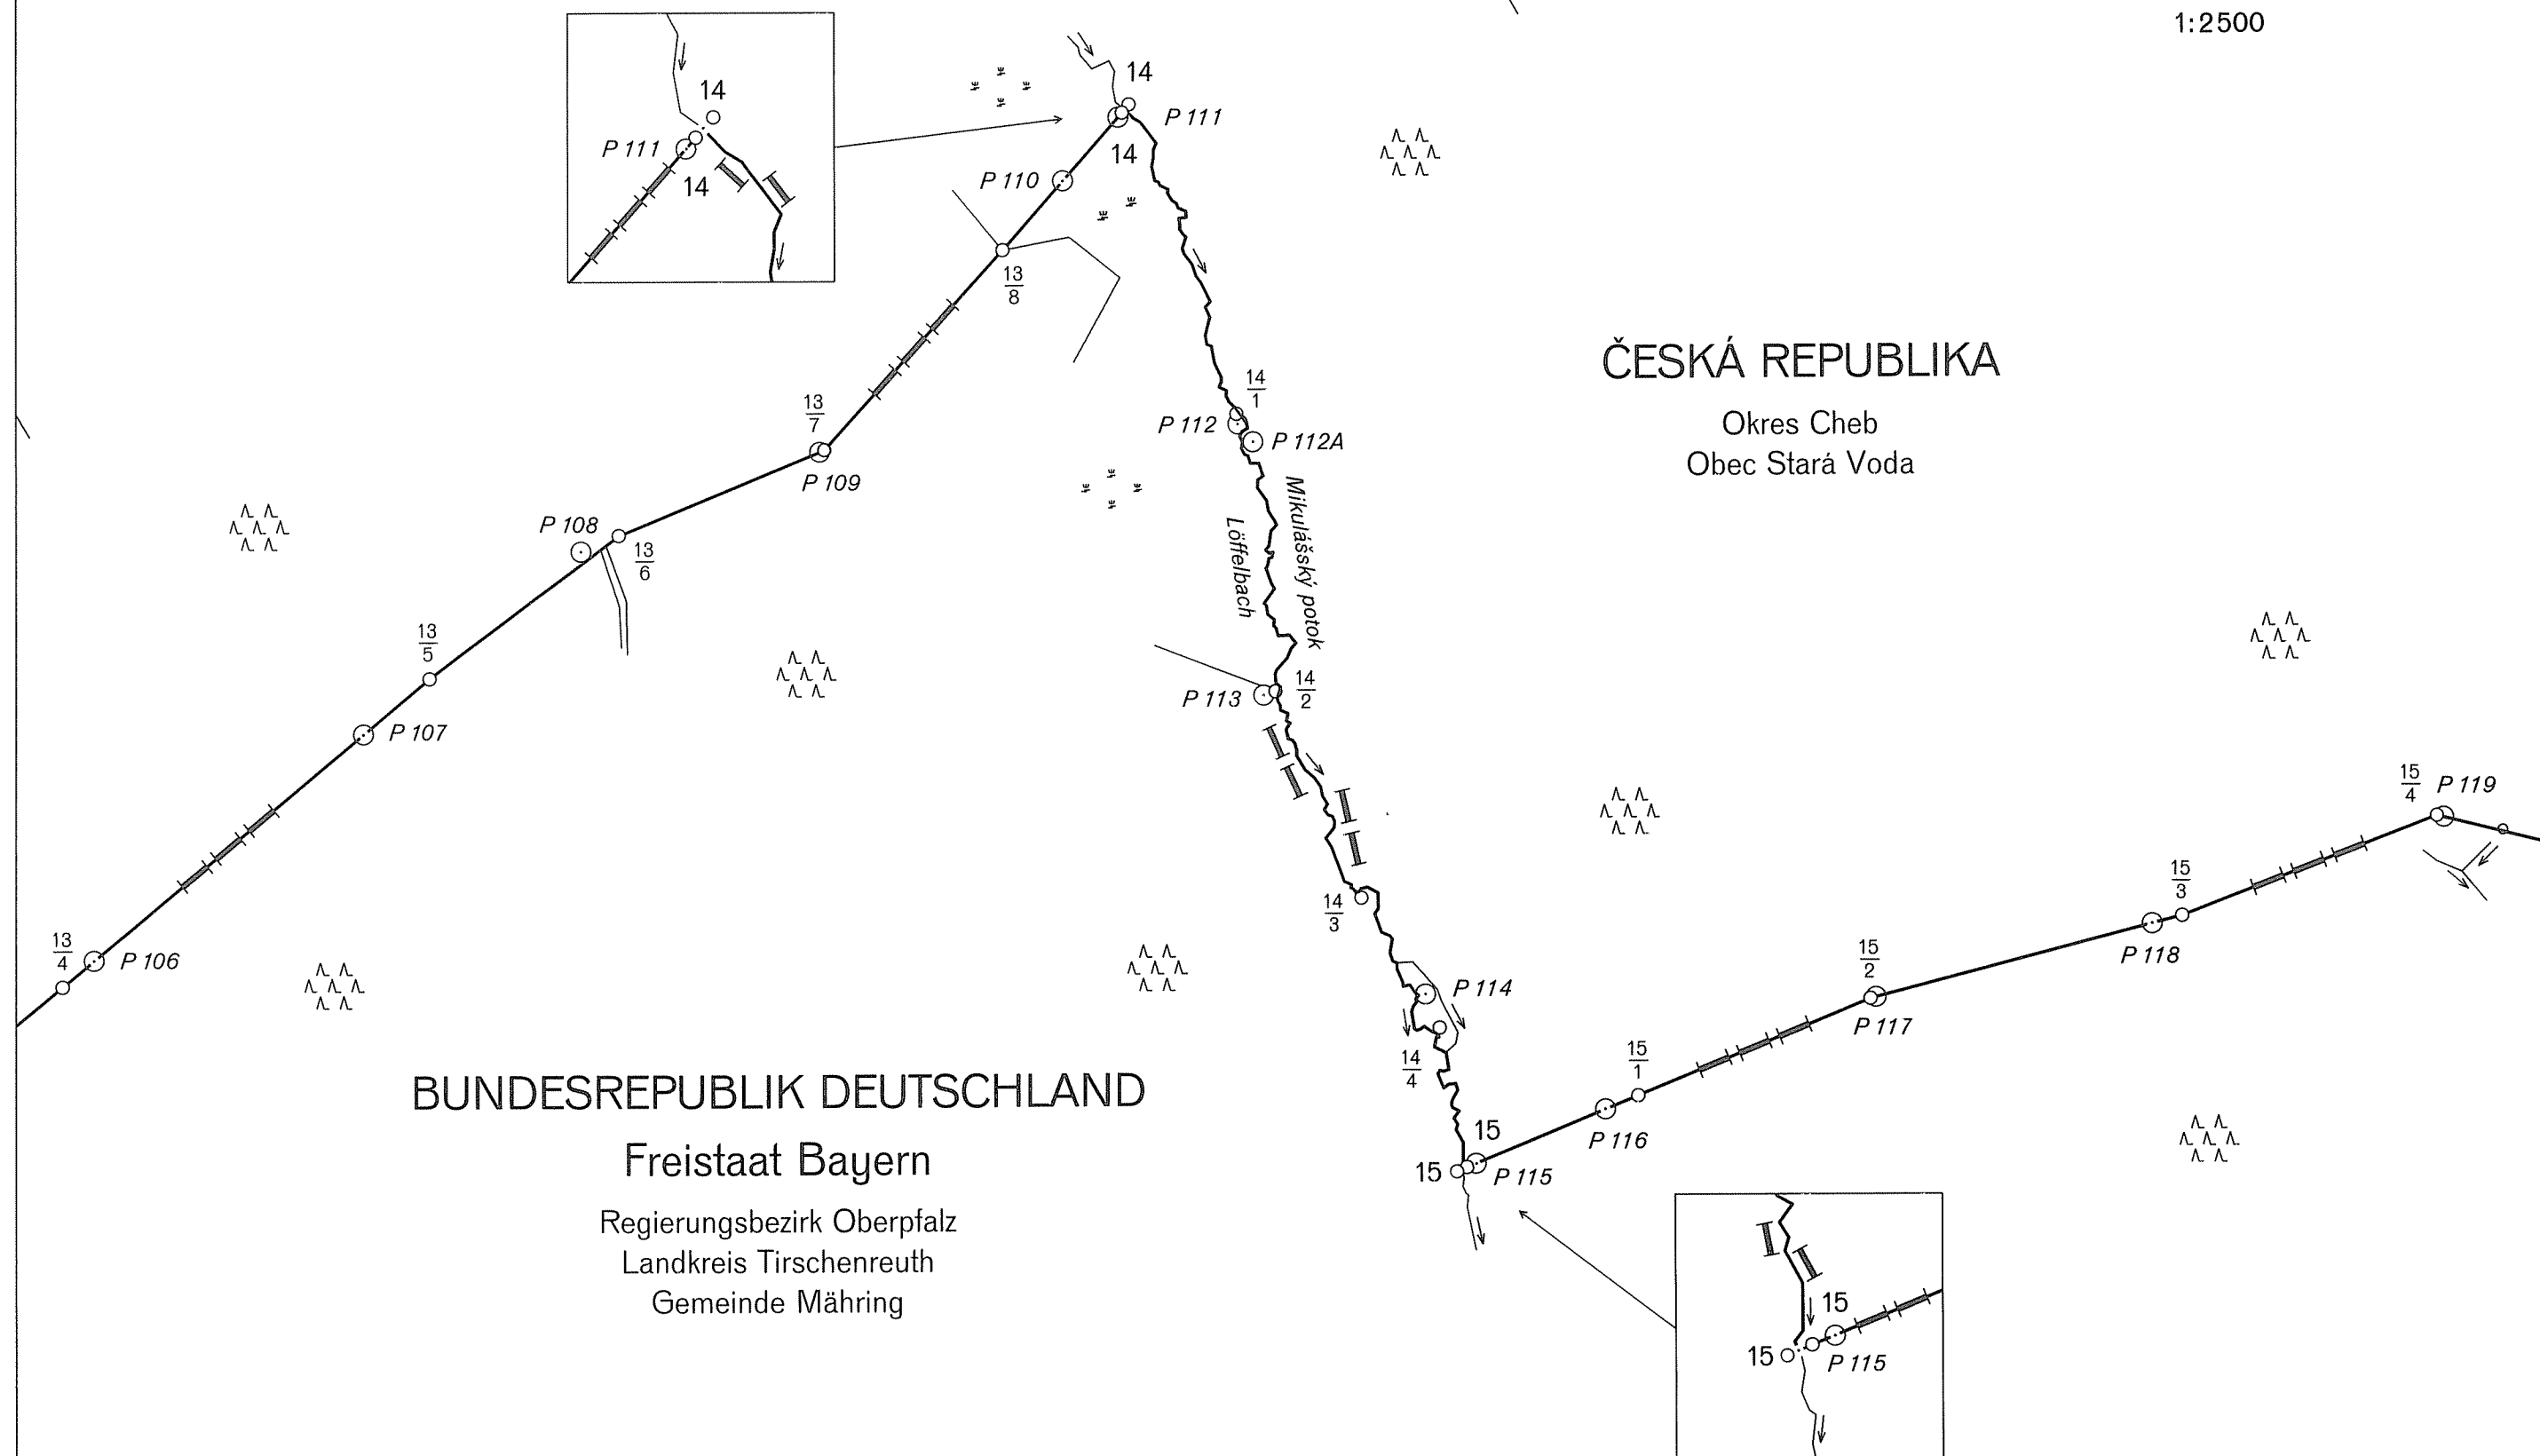 1:2500
14
P 111
14
14
P 111
14
P 110
13
8
14
1
P 112
P 112A
13
7
P 109
ČESKÁ REPUBLIKA
Okres Cheb
Obec Stará Voda
P 108
13
6
Mikulášský potok
Löffelbach
13
5
P 107
14
2
P 113
15
4
P 119
15
3
P 118
14
3
13
4
P 106
15
2
P 117
P 114
14
4
15
1
P 116
BUNDESREPUBLIK DEUTSCHLAND
Freistaat Bayern
Regierungsbezirk Oberpfalz
Landkreis Tirschenreuth
Gemeinde Mähring
15
15
P 115
15
15
P 115